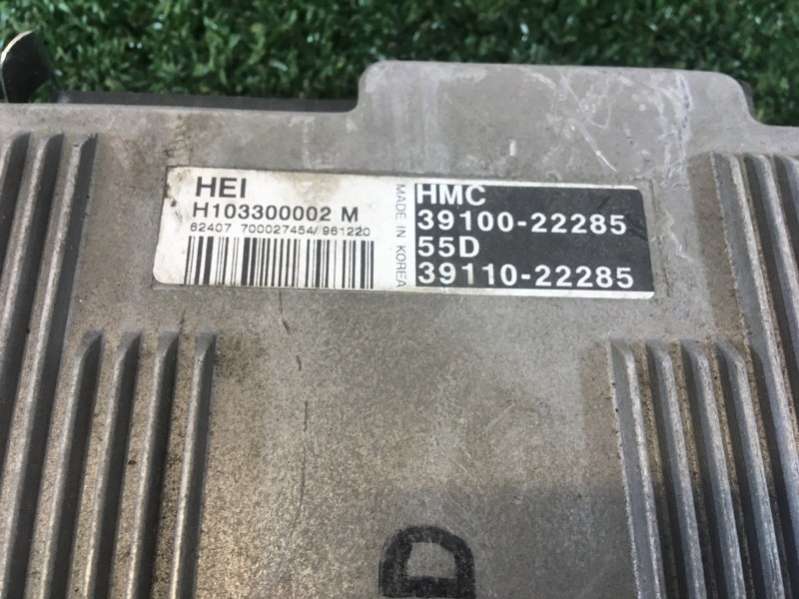 HEI
H103300002 M
62407 700027454/961220
MADE IN KOREA
HMC
39100-22285
55D
39110-22285
D